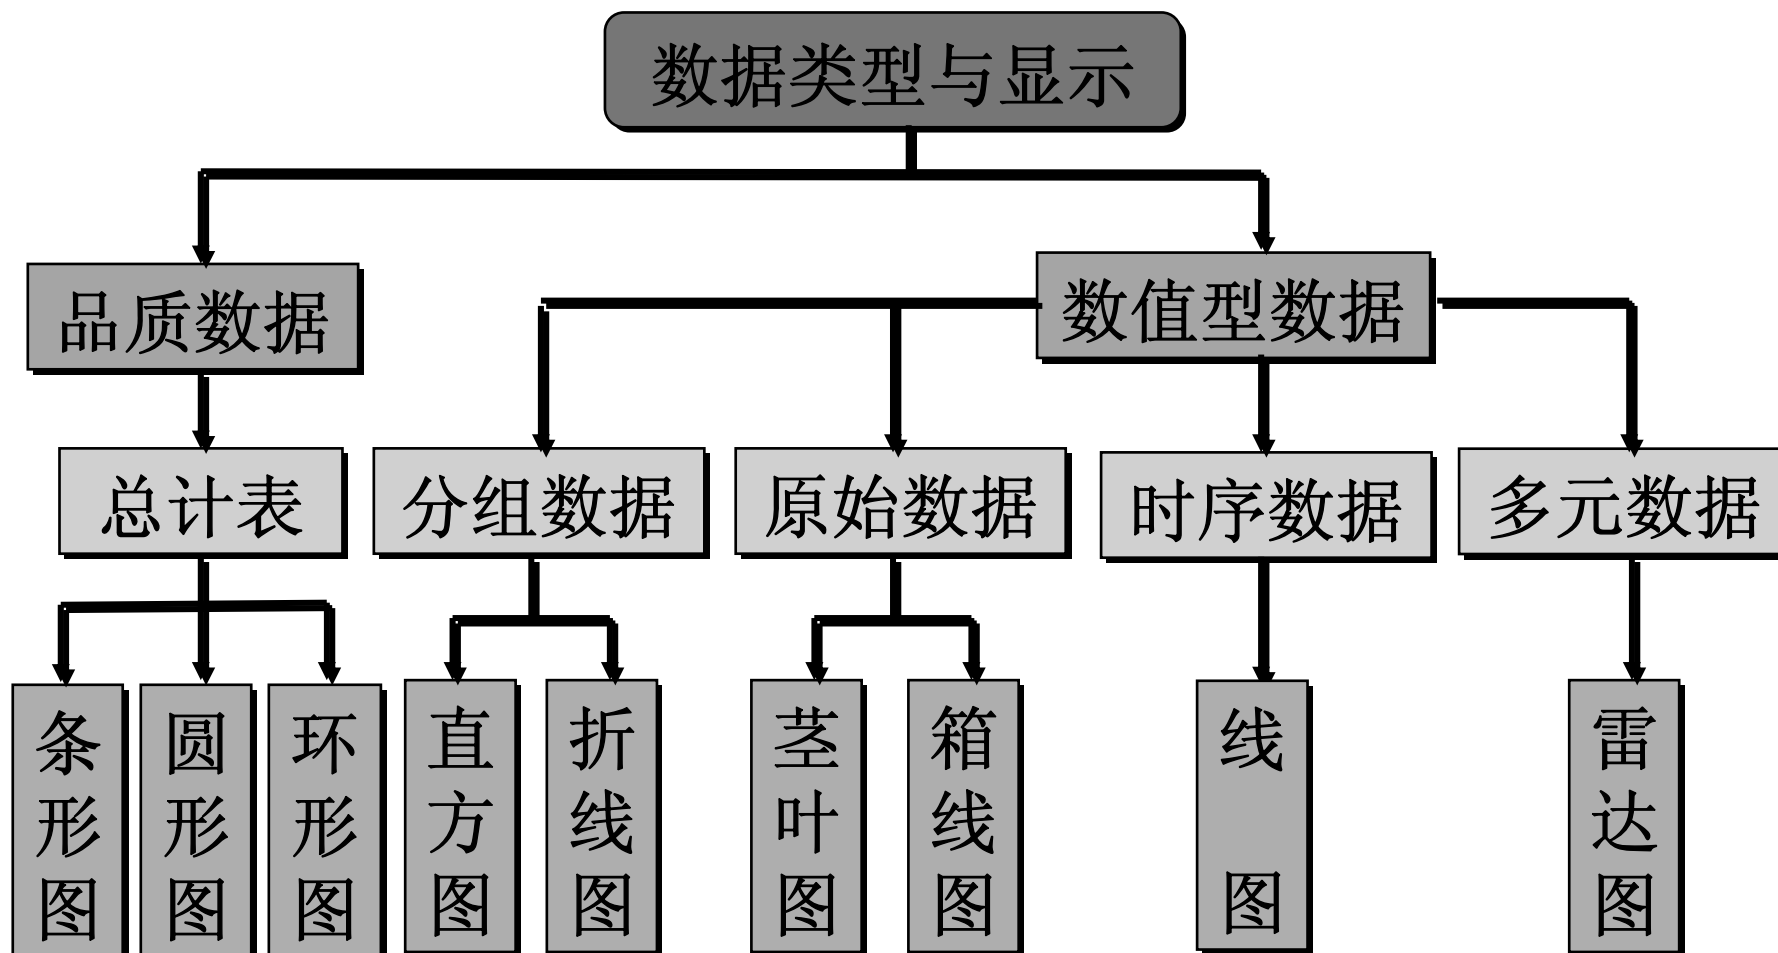 数据类型与显示
品质数据
数值型数据
总计表
分组数据
原始数据
时序数据
多元数据
条形图
圆形图
环形图
直方图
折线图
茎叶图
箱线图
线图
雷达图